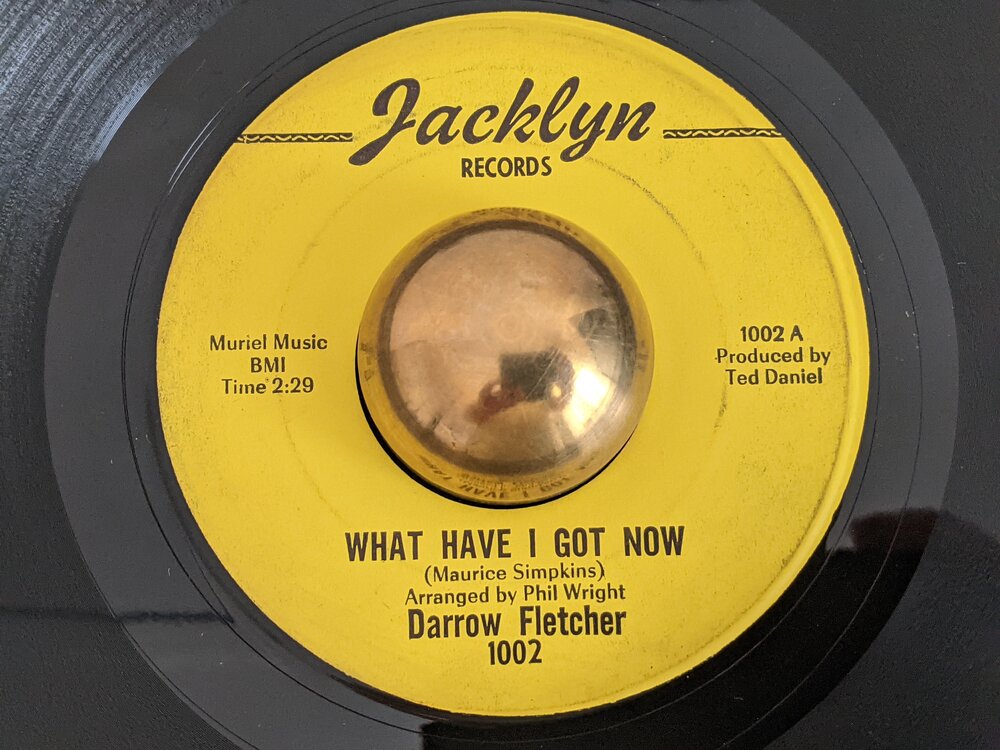 Jacklyn
RECORDS
Muriel Music
BMI
Time 2:29
1002 A
Produced by
Ted Daniel
WHAT HAVE I GOT NOW
(Maurice Simpkins)
Arranged by Phil Wright
Darrow Fletcher
1002